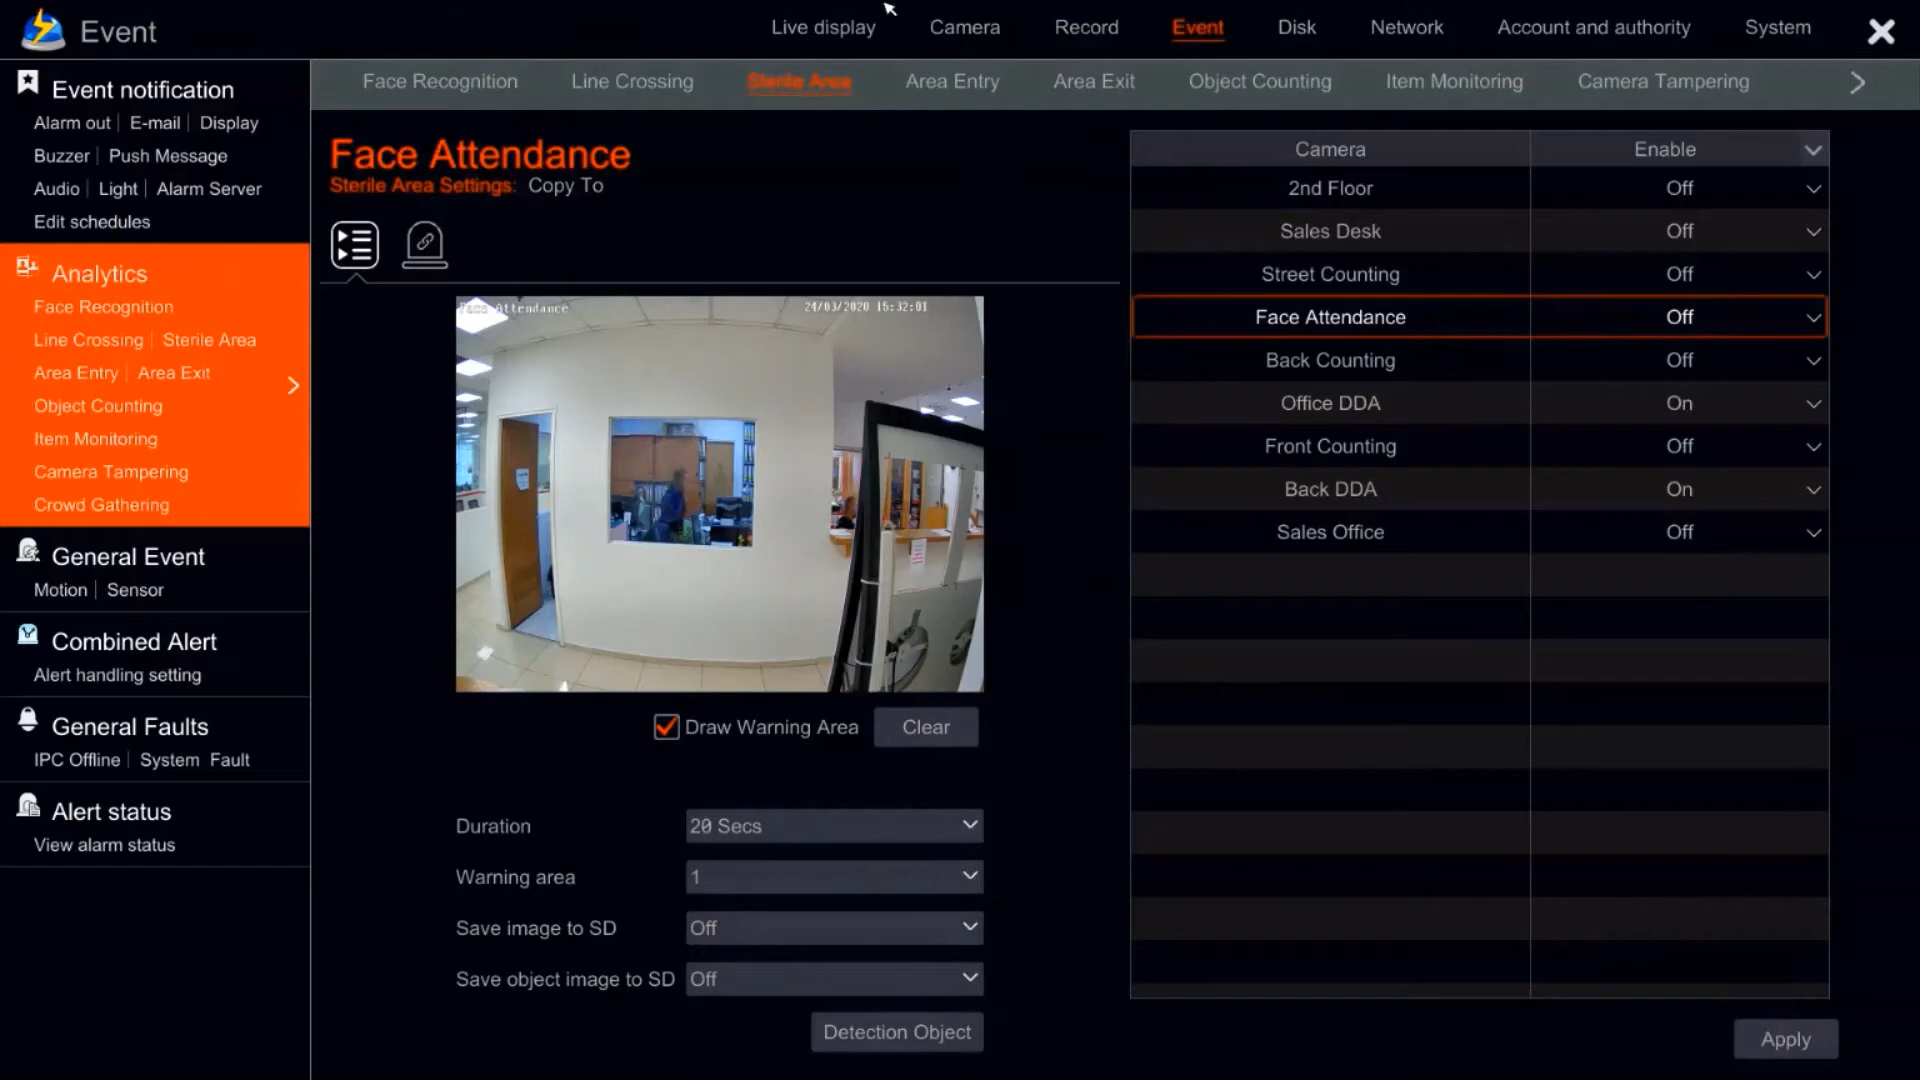 Event
Live display
Camera
Record
Event
Disk
Network
Account and authority
System
Event notification
Alarm out | E-mail | Display
Buzzer | Push Message
Audio | Light | Alarm Server
Edit schedules
Analytics
Face Recognition
Line Crossing | Sterile Area
Area Entry | Area Exit
Object Counting
Item Monitoring
Camera Tampering
Crowd Gathering
General Event
Motion | Sensor
Combined Alert
Alert handling setting
General Faults
IPC Offline | System Fault
Alert status
View alarm status
Face Recognition
Line Crossing
Sterile Area
Area Entry
Area Exit
Object Counting
Item Monitoring
Camera Tampering
Face Attendance
Sterile Area Settings: Copy To
Face Attendance
24/03/2020 15:32:01
Draw Warning Area
Clear
Duration 20 Secs
Warning area 1
Save image to SD Off
Save object image to SD Off
Detection Object
Camera Enable
2nd Floor Off
Sales Desk Off
Street Counting Off
Face Attendance Off
Back Counting Off
Office DDA On
Front Counting Off
Back DDA On
Sales Office Off
Apply